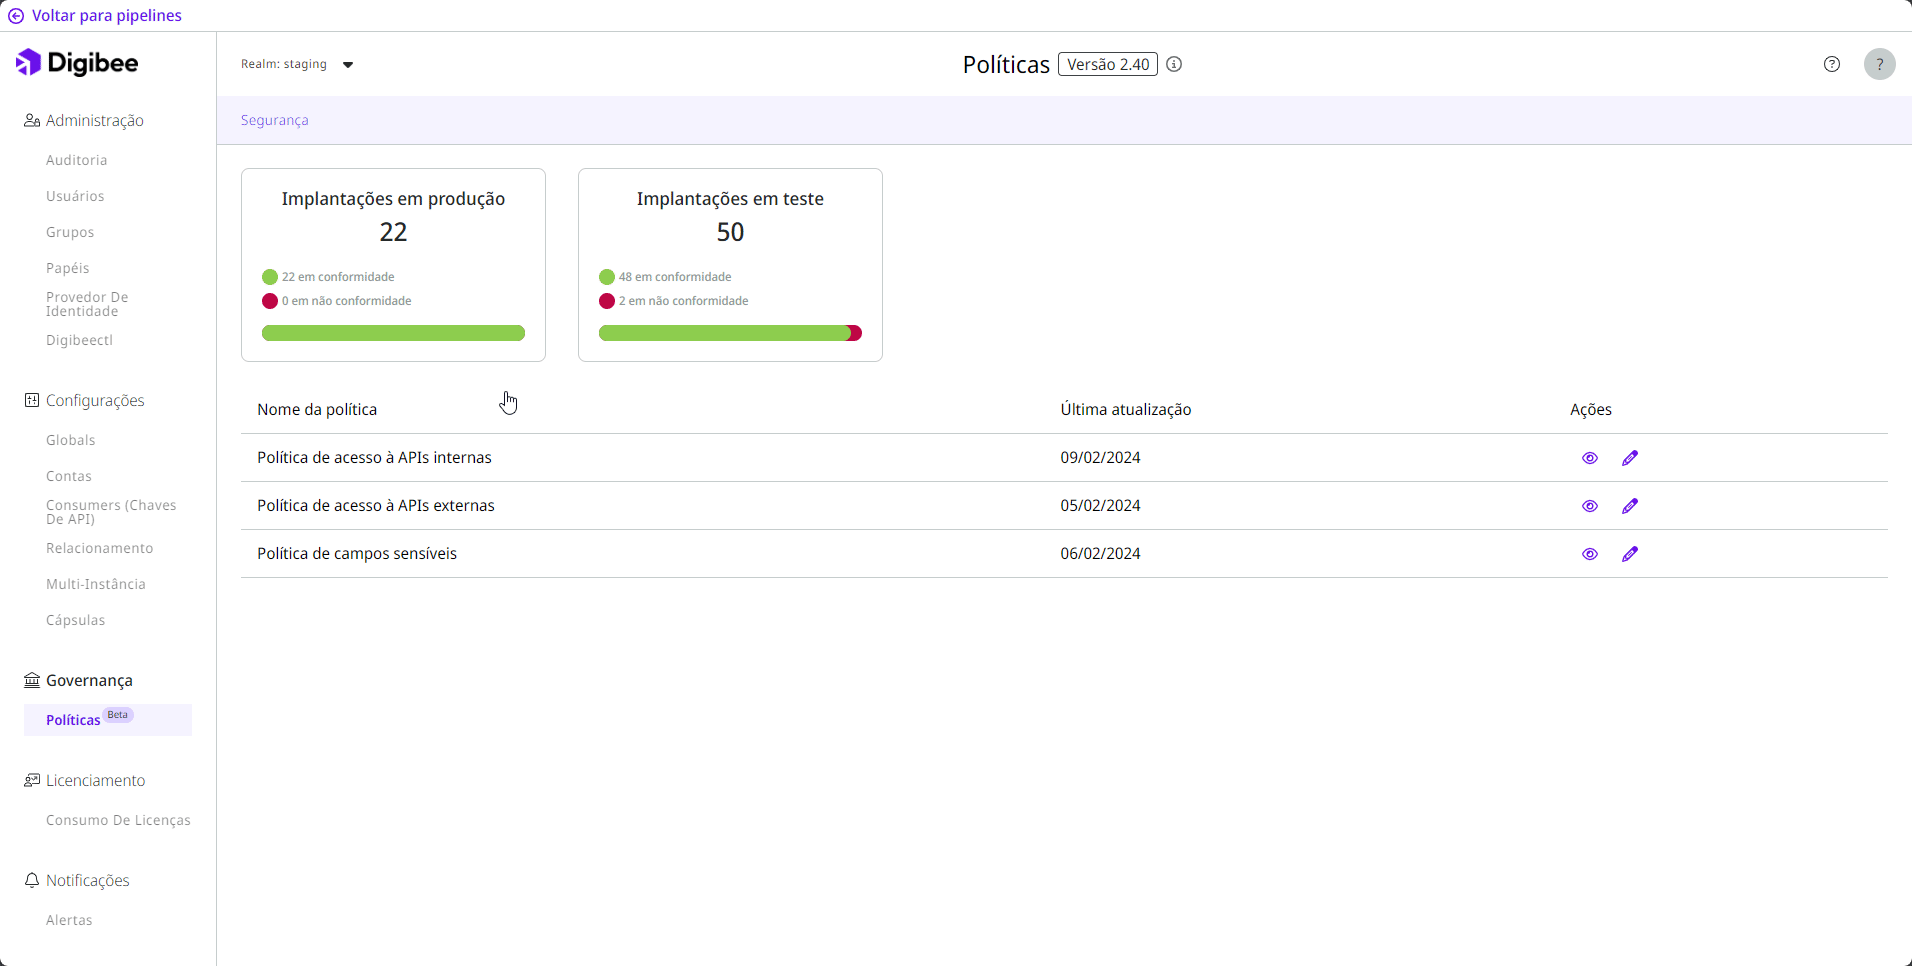 Voltar para pipelines
Digibee
Realm: staging
Políticas
Versão 2.40
?
Administração
Auditoria
Usuários
Grupos
Papéis
Provedor De
Identidade
Digibeectl
Configurações
Globals
Contas
Consumers (Chaves
De API)
Relacionamento
Multi-Instância
Cápsulas
Governança
Políticas Beta
Licenciamento
Consumo De Licenças
Notificações
Alertas
Segurança
Implantações em produção
22
22 em conformidade
0 em não conformidade
Implantações em teste
50
48 em conformidade
2 em não conformidade
Nome da política Última atualização Ações
Política de acesso à APIs internas 09/02/2024
Política de acesso à APIs externas 05/02/2024
Política de campos sensíveis 06/02/2024